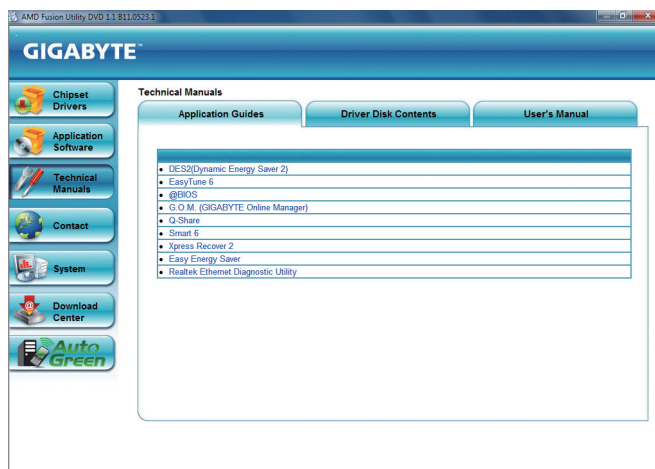 AMD Fusion Utility DVD 1.1 B11.0523.1
GIGABYTE™
Chipset
Drivers
Application
Software
Technical
Manuals
Contact
System
Download
Center
Auto
Green
Technical Manuals
Application Guides
Driver Disk Contents
User's Manual
• DES2(Dynamic Energy Saver 2)
• EasyTune 6
• @BIOS
• G.O.M. (GIGABYTE Online Manager)
• Q-Share
• Smart 6
• Xpress Recover 2
• Easy Energy Saver
• Realtek Ethernet Diagnostic Utility